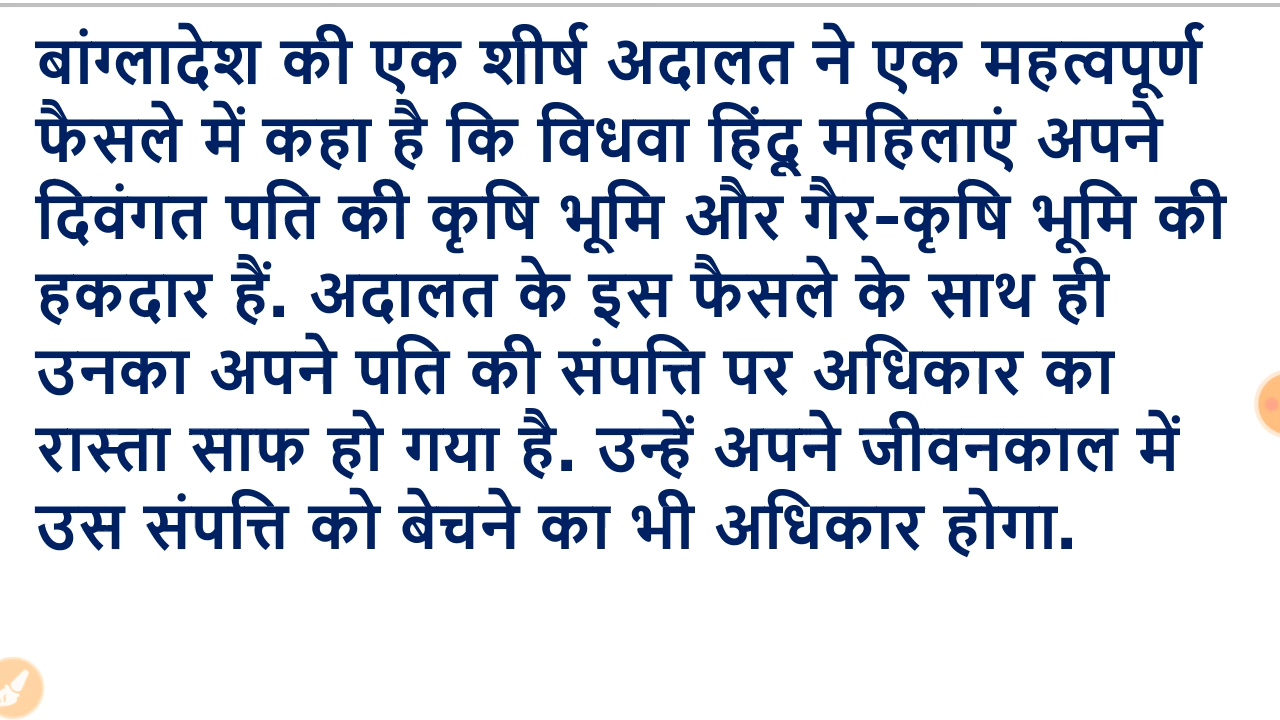 बांग्लादेश की एक शीर्ष अदालत ने एक महत्वपूर्ण
फैसले में कहा है कि विधवा हिंदू महिलाएं अपने
दिवंगत पति की कृषि भूमि और गैर-कृषि भूमि की
हकदार हैं. अदालत के इस फैसले के साथ ही
उनका अपने पति की संपत्ति पर अधिकार का
रास्ता साफ हो गया है. उन्हें अपने जीवनकाल में
उस संपत्ति को बेचने का भी अधिकार होगा.